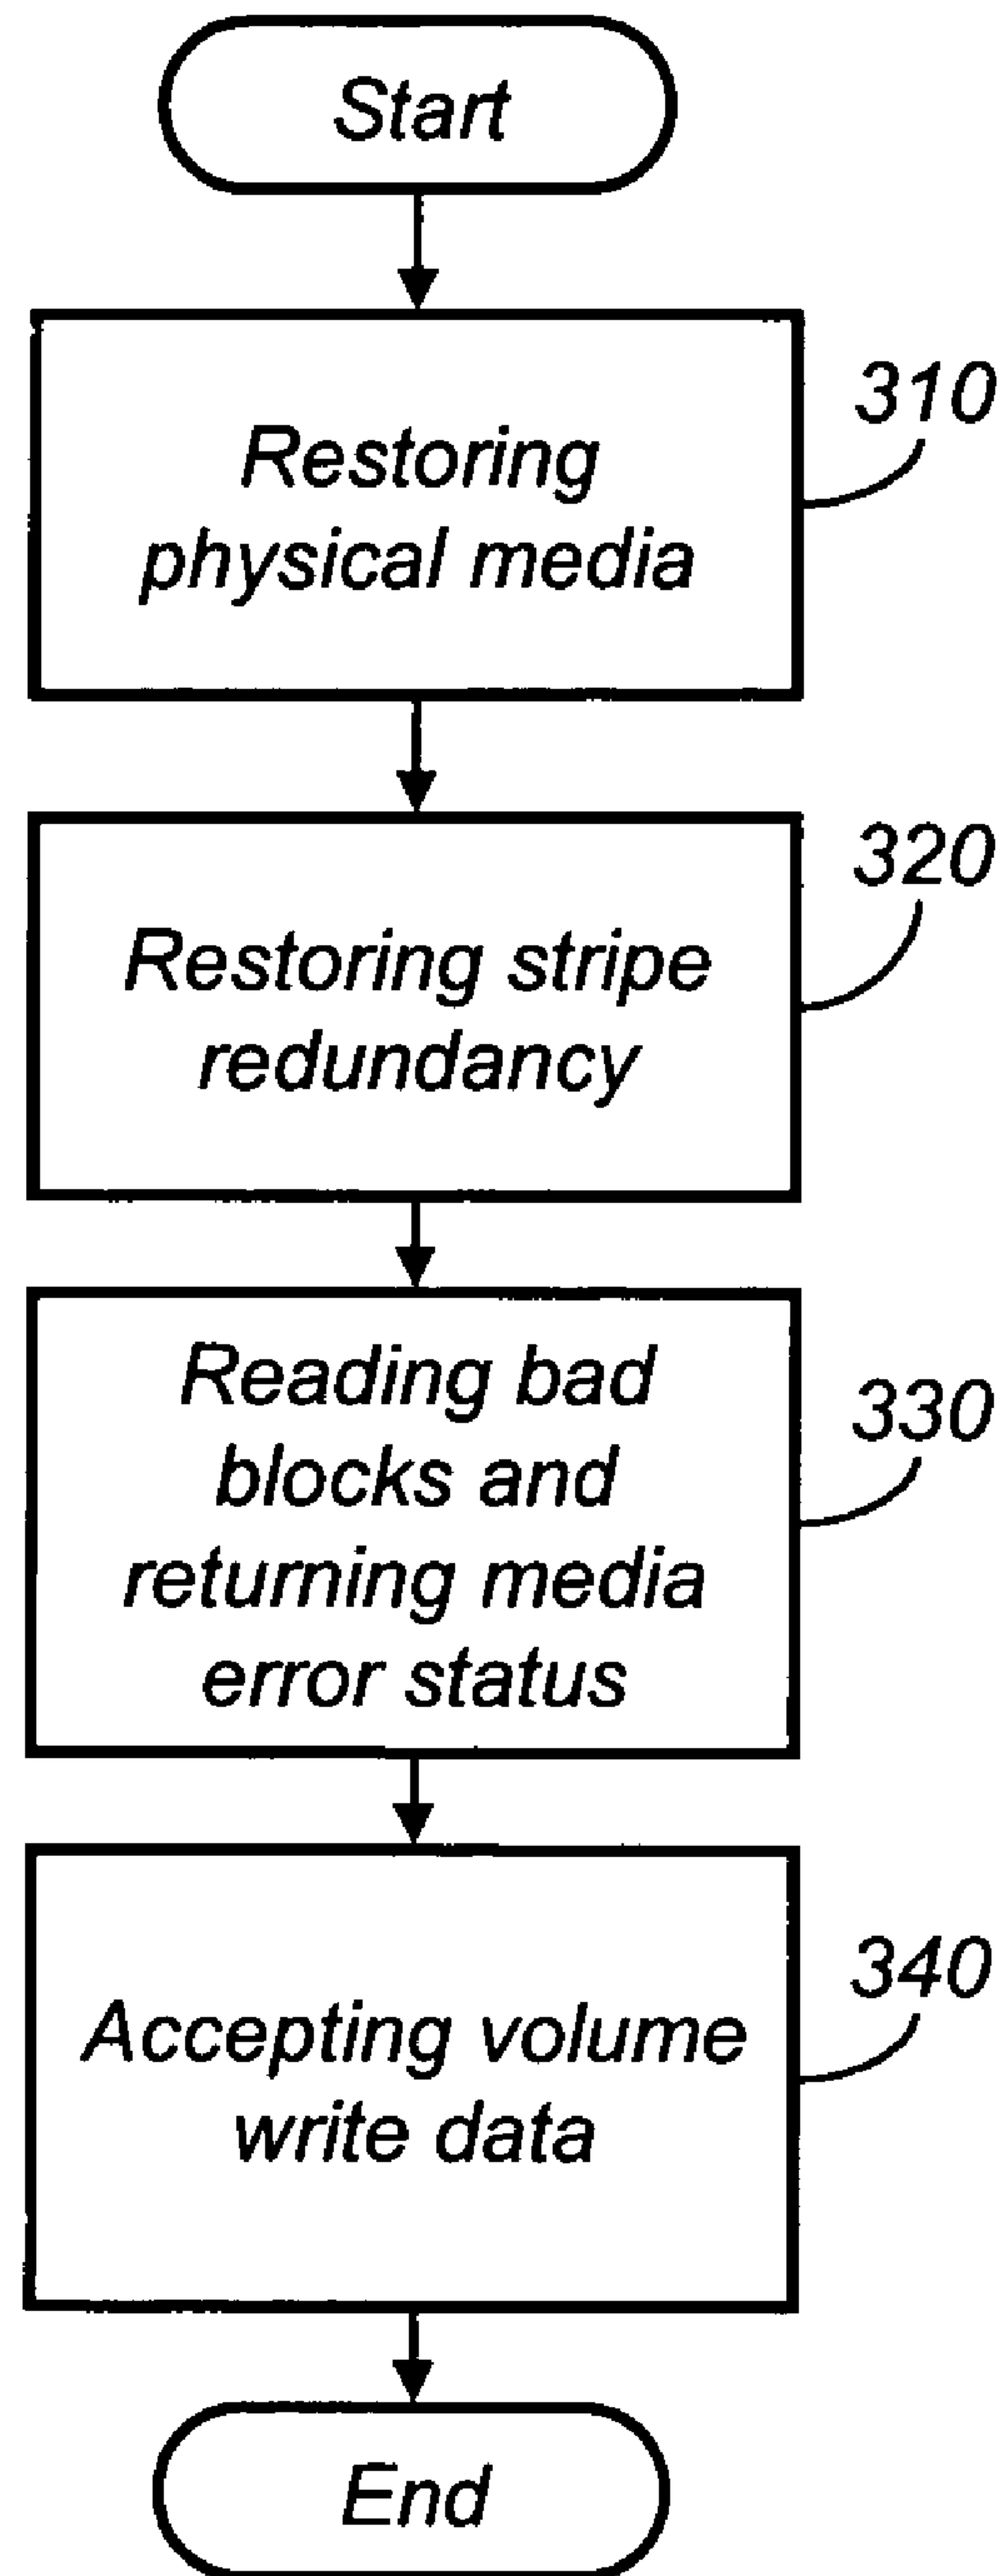 Start
310
Restoring
physical media
320
Restoring stripe
redundancy
330
Reading bad
blocks and
returning media
error status
340
Accepting volume
write data
End